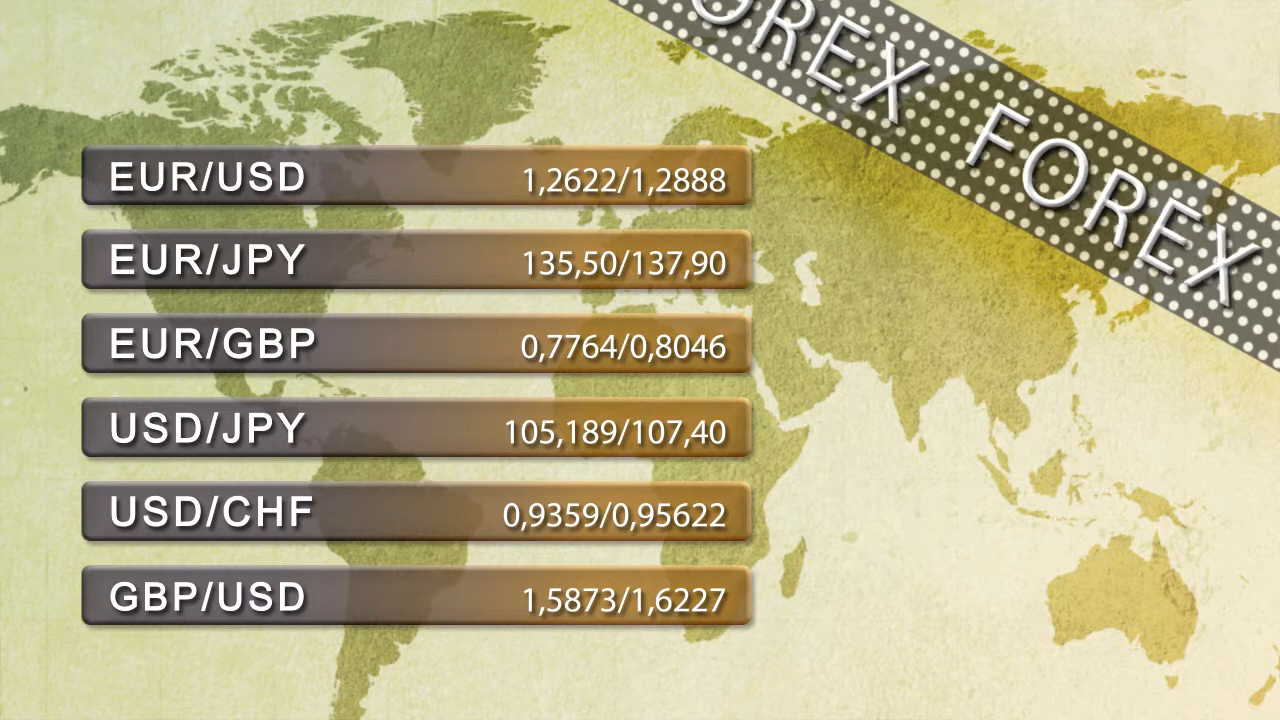 OREX FOREX
EUR/USD 1,2622/1,2888
EUR/JPY 135,50/137,90
EUR/GBP 0,7764/0,8046
USD/JPY 105,189/107,40
USD/CHF 0,9359/0,95622
GBP/USD 1,5873/1,6227